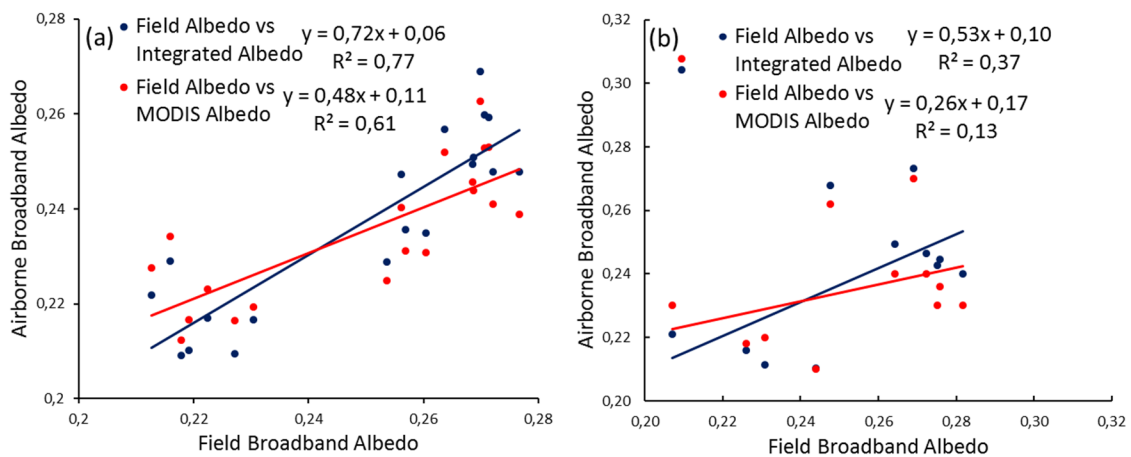 (a)
Field Albedo vs
Integrated Albedo
y = 0,72x + 0,06
R² = 0,77
Field Albedo vs
MODIS Albedo
y = 0,48x + 0,11
R² = 0,61
Airborne Broadband Albedo
0,28
0,26
0,24
0,22
0,2
0,2
0,22
0,24
0,26
0,28
Field Broadband Albedo
(b)
Field Albedo vs
Integrated Albedo
y = 0,53x + 0,10
R² = 0,37
Field Albedo vs
MODIS Albedo
y = 0,26x + 0,17
R² = 0,13
Airborne Broadband Albedo
0,32
0,30
0,28
0,26
0,24
0,22
0,20
0,20
0,22
0,24
0,26
0,28
0,30
0,32
Field Broadband Albedo